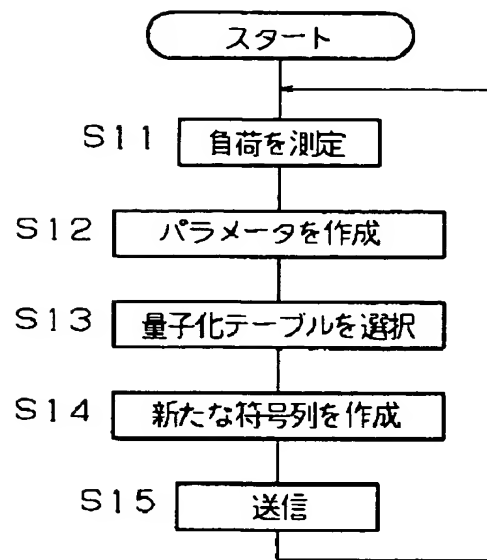 スタート
S11 負荷を測定
S12 パラメータを作成
S13 量子化テーブルを選択
S14 新たな符号列を作成
S15 送信